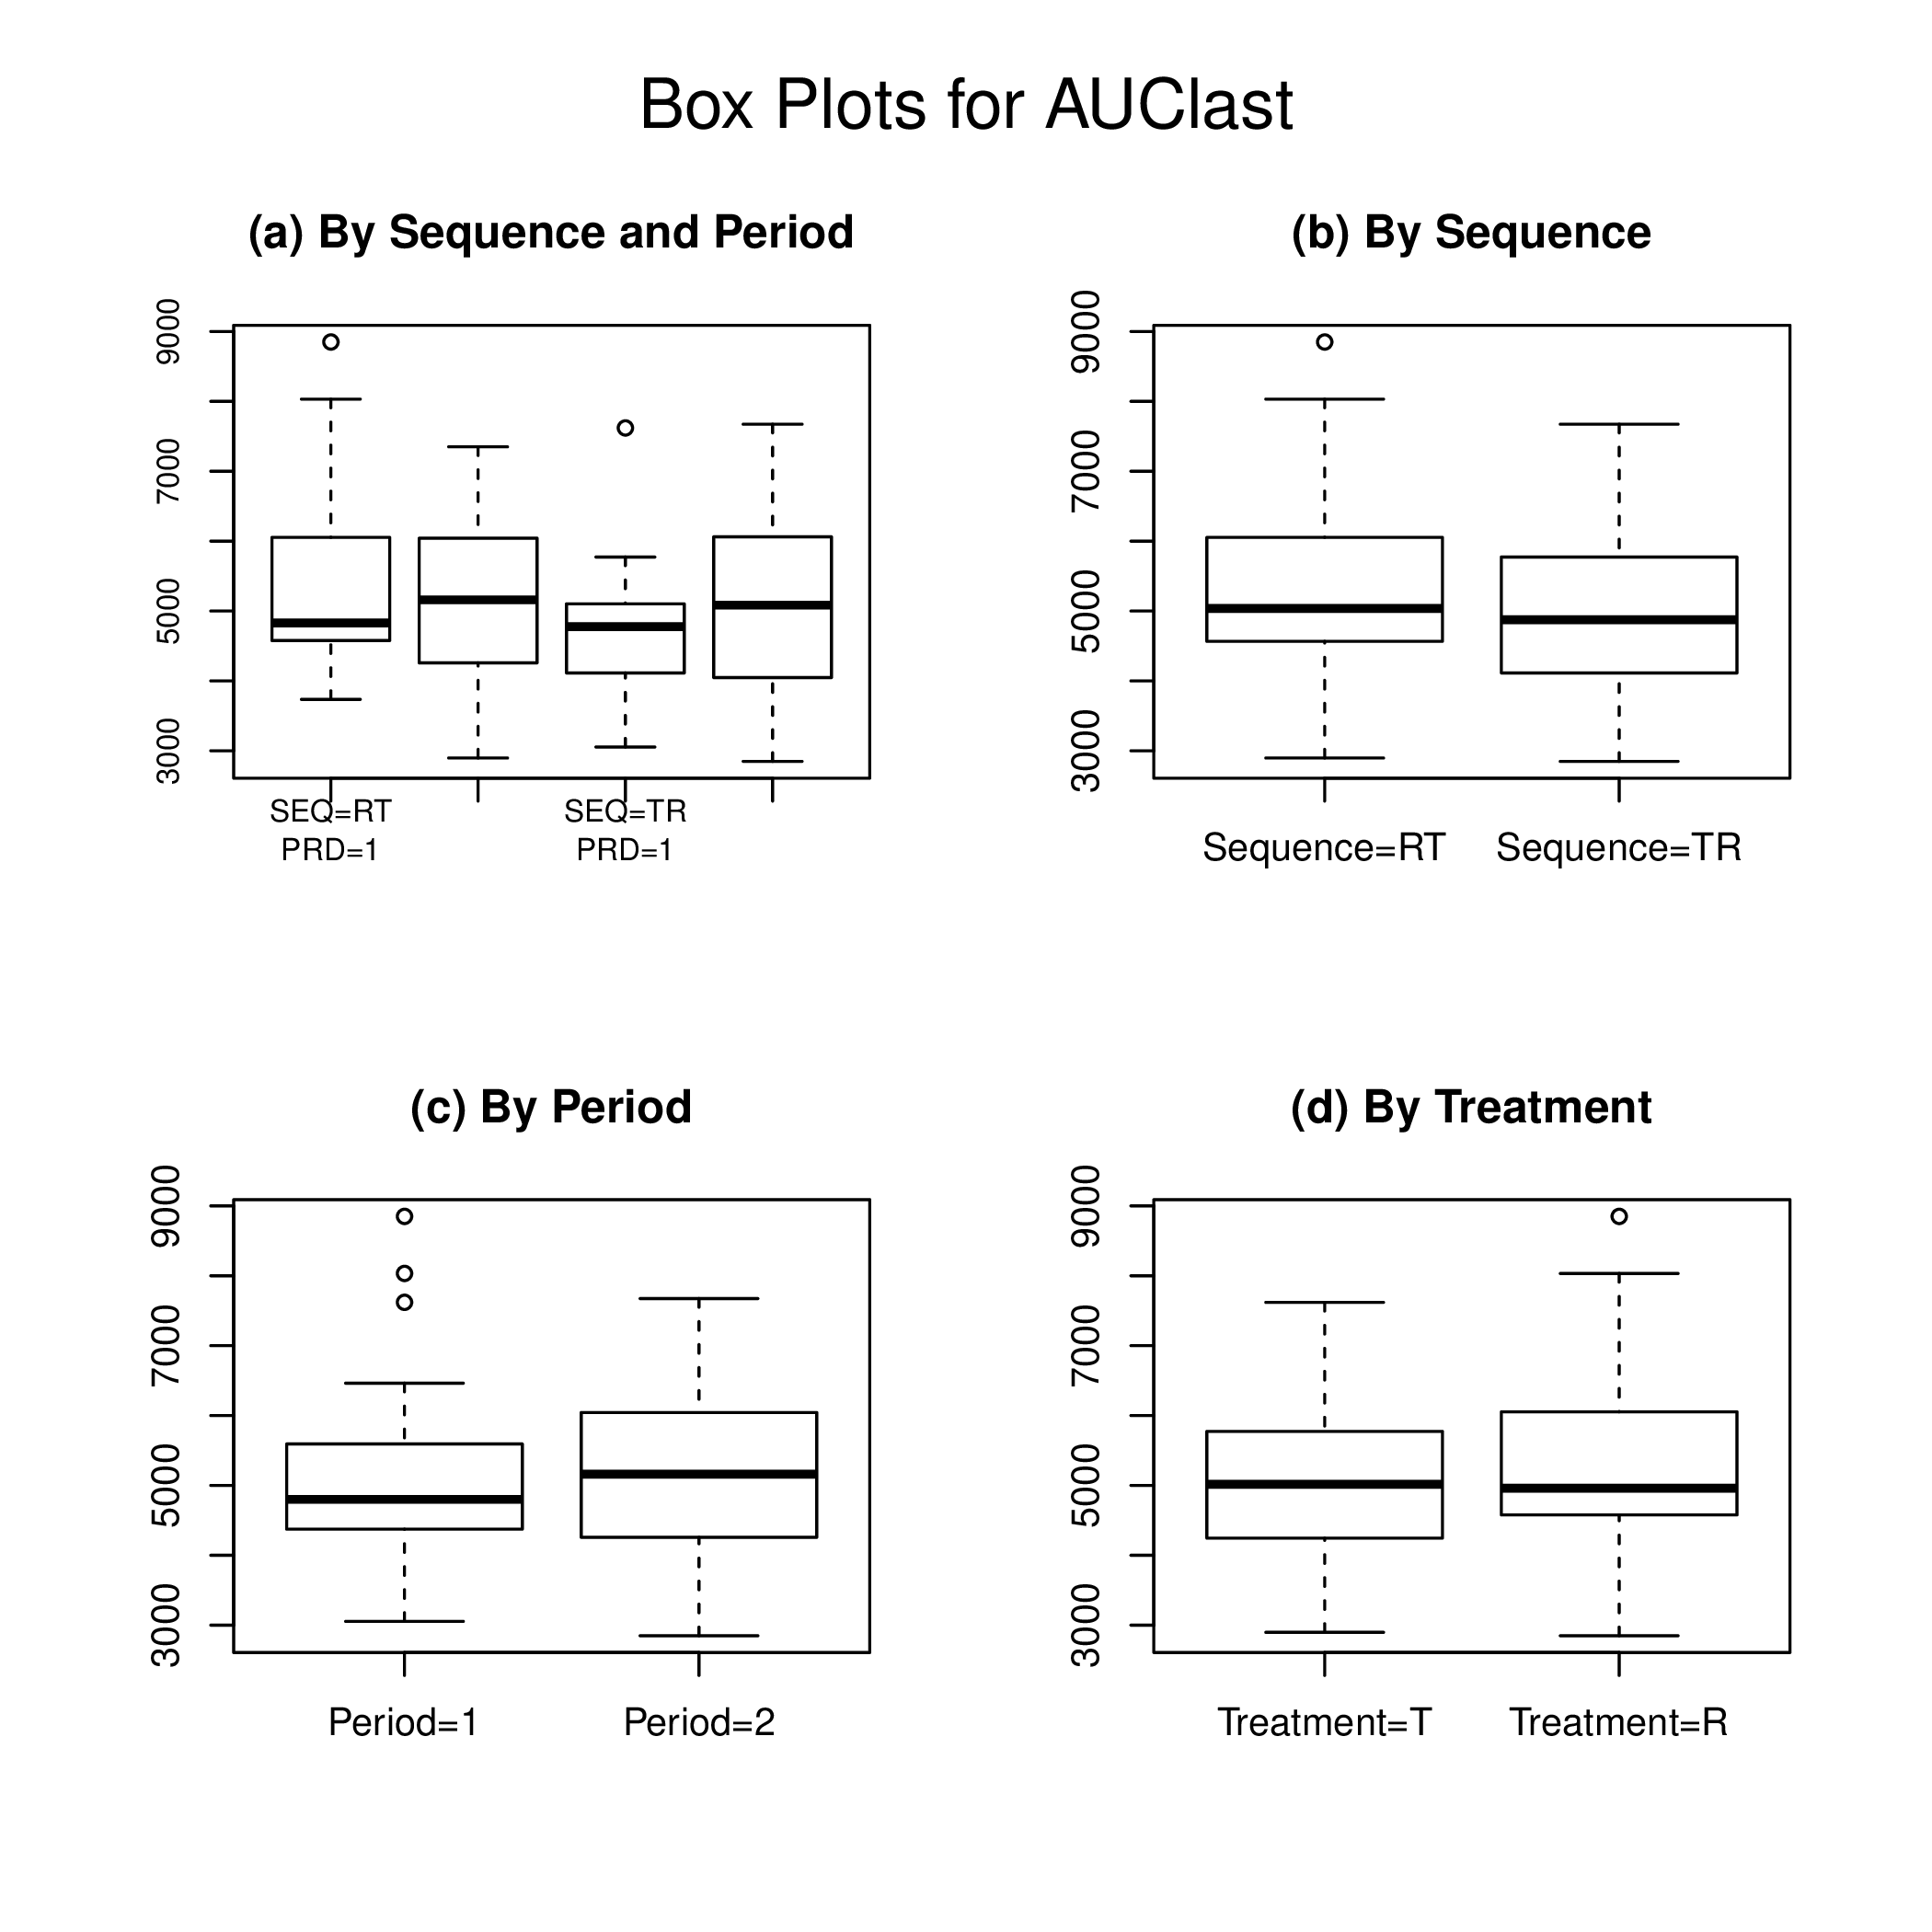 Box Plots for AUClast
(a) By Sequence and Period
9000
7000
5000
3000
SEQ=RT SEQ=TR
PRD=1 PRD=1
(b) By Sequence
9000
7000
5000
3000
Sequence=RT Sequence=TR
(c) By Period
9000
7000
5000
3000
Period=1 Period=2
(d) By Treatment
9000
7000
5000
3000
Treatment=T Treatment=R